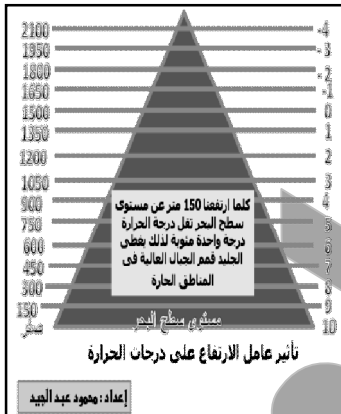 2100 -4
1950 -3
1800 -2
1650 -1
1500 0
1350 1
1200 2
1050 3
900 4
750 5
600 6
450 7
300 8
150 9
صفر 10
كلما ارتفعنا 150 متر عن مستوى
سطح البحر تقل درجة الحرارة
درجة واحدة مئوية لذلك يغطى
الجليد قمم الجبال العالية فى
المناطق الحارة
مستوى سطح البحر
تأثير عامل الارتفاع على درجات الحرارة
إعداد : محمود عبد الجيد